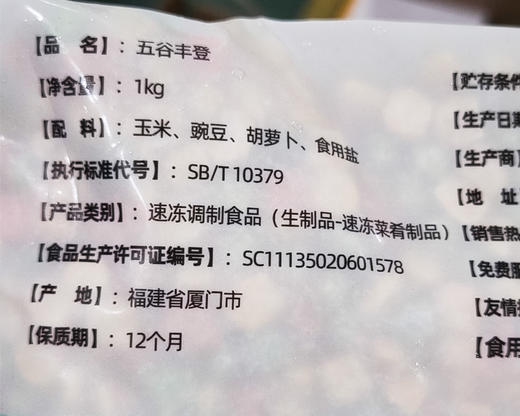 【品 名】：五谷丰登
【净含量】：1kg
【配 料】：玉米、豌豆、胡萝卜、食用盐
【执行标准代号】：SB/T 10379
【产品类别】：速冻调制食品（生制品-速冻菜肴制品）
【食品生产许可证编号】：SC11135020601578
【产 地】：福建省厦门市
【保质期】：12个月
【贮存条件
【生产日期
【生产商】
【地 址
【销售热
【免费服
【友情
【食用